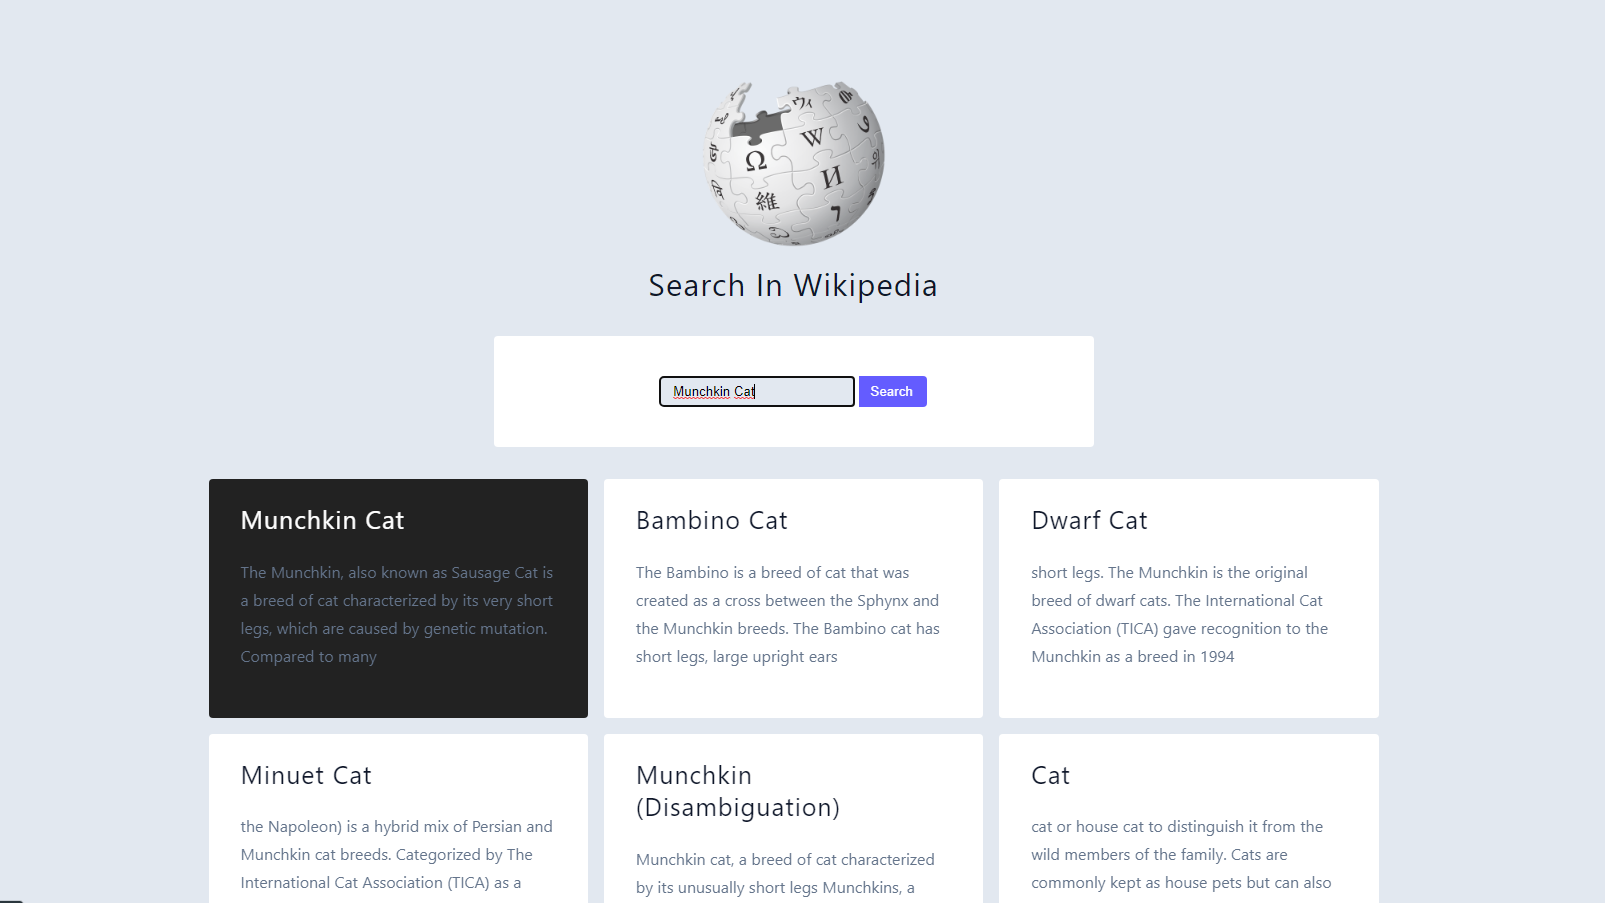 Ω
W
И
維
ウィ
7
Search In Wikipedia
Munchkin Cat
Search
Munchkin Cat
The Munchkin, also known as Sausage Cat is
a breed of cat characterized by its very short
legs, which are caused by genetic mutation.
Compared to many
Bambino Cat
The Bambino is a breed of cat that was
created as a cross between the Sphynx and
the Munchkin breeds. The Bambino cat has
short legs, large upright ears
Dwarf Cat
short legs. The Munchkin is the original
breed of dwarf cats. The International Cat
Association (TICA) gave recognition to the
Munchkin as a breed in 1994
Minuet Cat
the Napoleon) is a hybrid mix of Persian and
Munchkin cat breeds. Categorized by The
International Cat Association (TICA) as a
Munchkin
(Disambiguation)
Munchkin cat, a breed of cat characterized
by its unusually short legs Munchkins, a
Cat
cat or house cat to distinguish it from the
wild members of the family. Cats are
commonly kept as house pets but can also